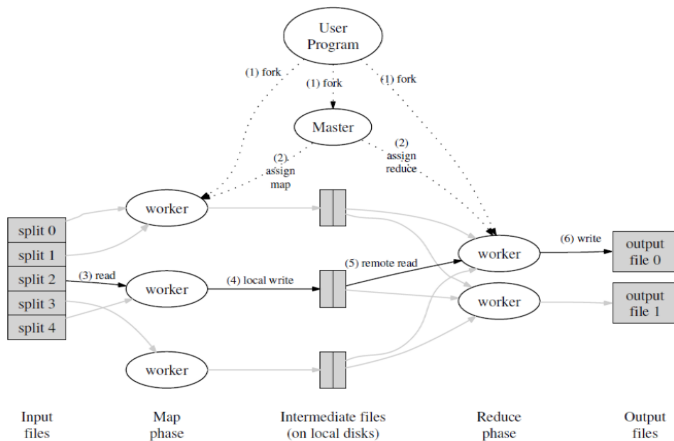 User
Program
(1) fork
(1) fork
(1) fork
Master
(2)
assign
map
(2)
assign
reduce
worker
split 0
split 1
split 2
split 3
split 4
(3) read
worker
(4) local write
(5) remote read
worker
(6) write
output
file 0
worker
output
file 1
worker
Input
files
Map
phase
Intermediate files
(on local disks)
Reduce
phase
Output
files